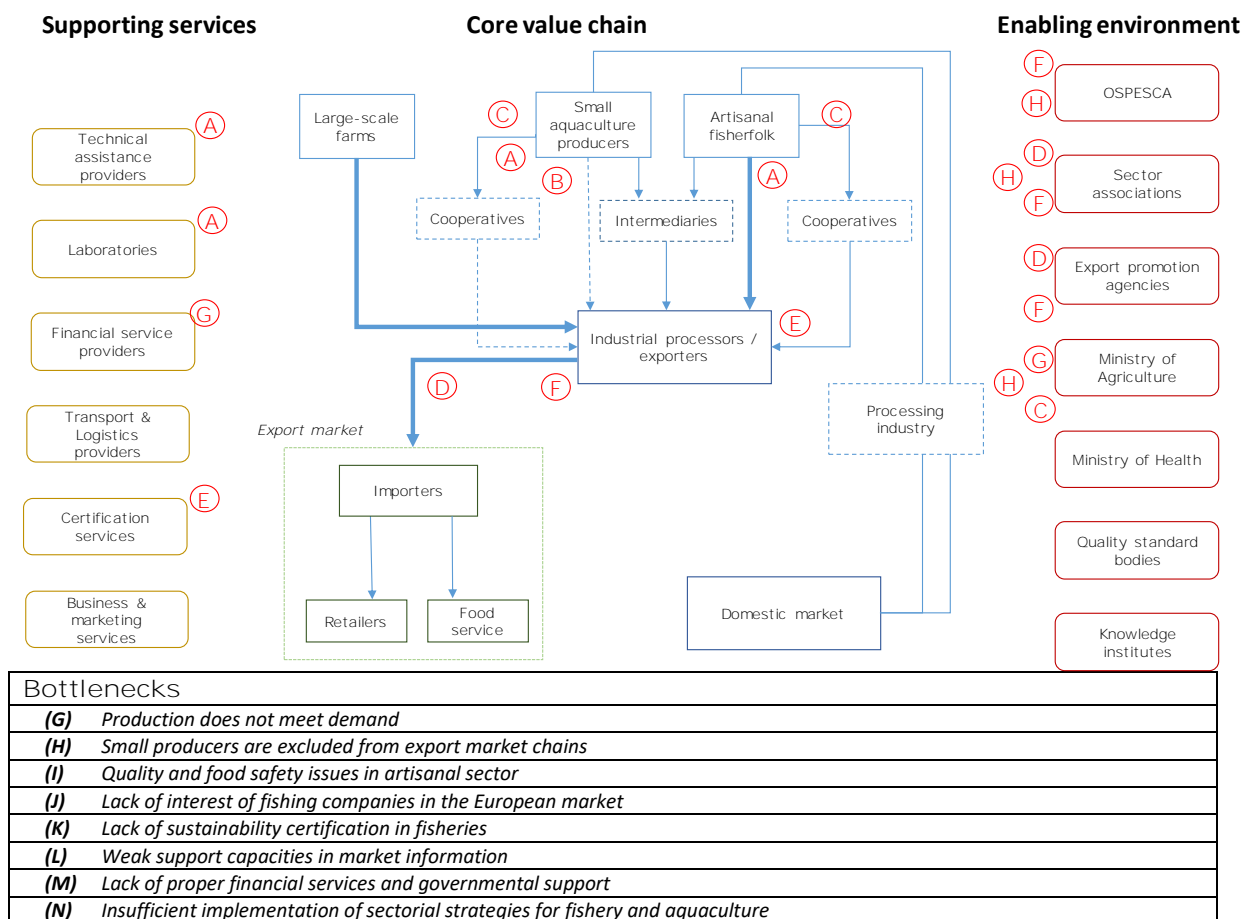 Supporting services
Core value chain
Enabling environment
A
Technical
assistance
providers
A
Laboratories
G
Financial service
providers
Transport &
Logistics
providers
E
Certification
services
Business &
marketing
services
Large-scale
farms
Small
aquaculture
producers
Artisanal
fisherfolk
C
C
A
B
A
Cooperatives
Intermediaries
Cooperatives
E
Industrial processors /
exporters
D
F
Export market
Importers
Retailers
Food
service
Processing
industry
Domestic market
F
H
OSPESCA
D
H
F
Sector
associations
D
F
Export promotion
agencies
G
H
C
Ministry of
Agriculture
Ministry of Health
Quality standard
bodies
Knowledge
institutes
Bottlenecks
(G) Production does not meet demand
(H) Small producers are excluded from export market chains
(I) Quality and food safety issues in artisanal sector
(J) Lack of interest of fishing companies in the European market
(K) Lack of sustainability certification in fisheries
(L) Weak support capacities in market information
(M) Lack of proper financial services and governmental support
(N) Insufficient implementation of sectorial strategies for fishery and aquaculture